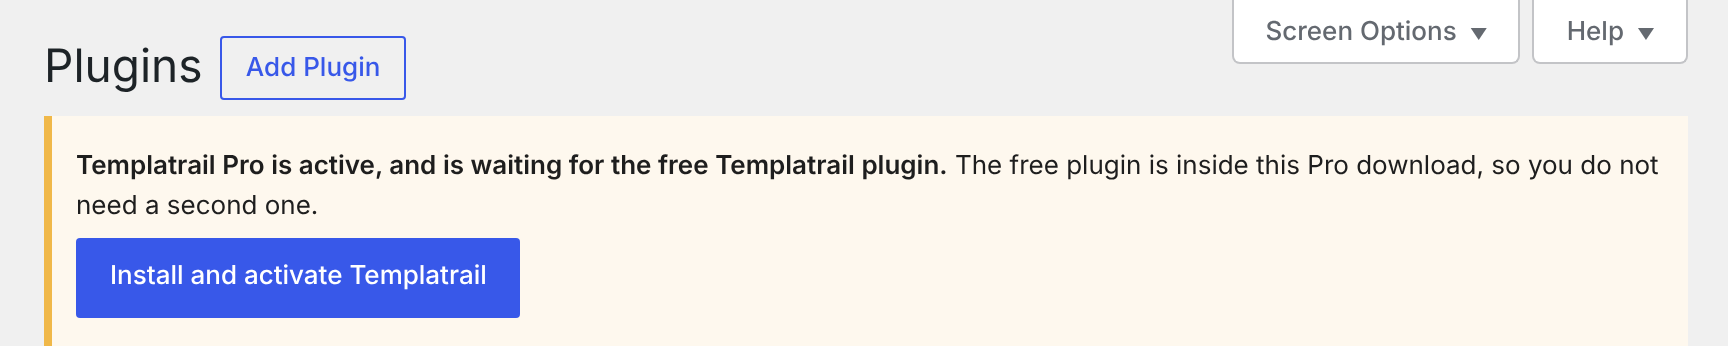 Plugins
Add Plugin
Screen Options
Help
Templatrail Pro is active, and is waiting for the free Templatrail plugin. The free plugin is inside this Pro download, so you do not
need a second one.
Install and activate Templatrail